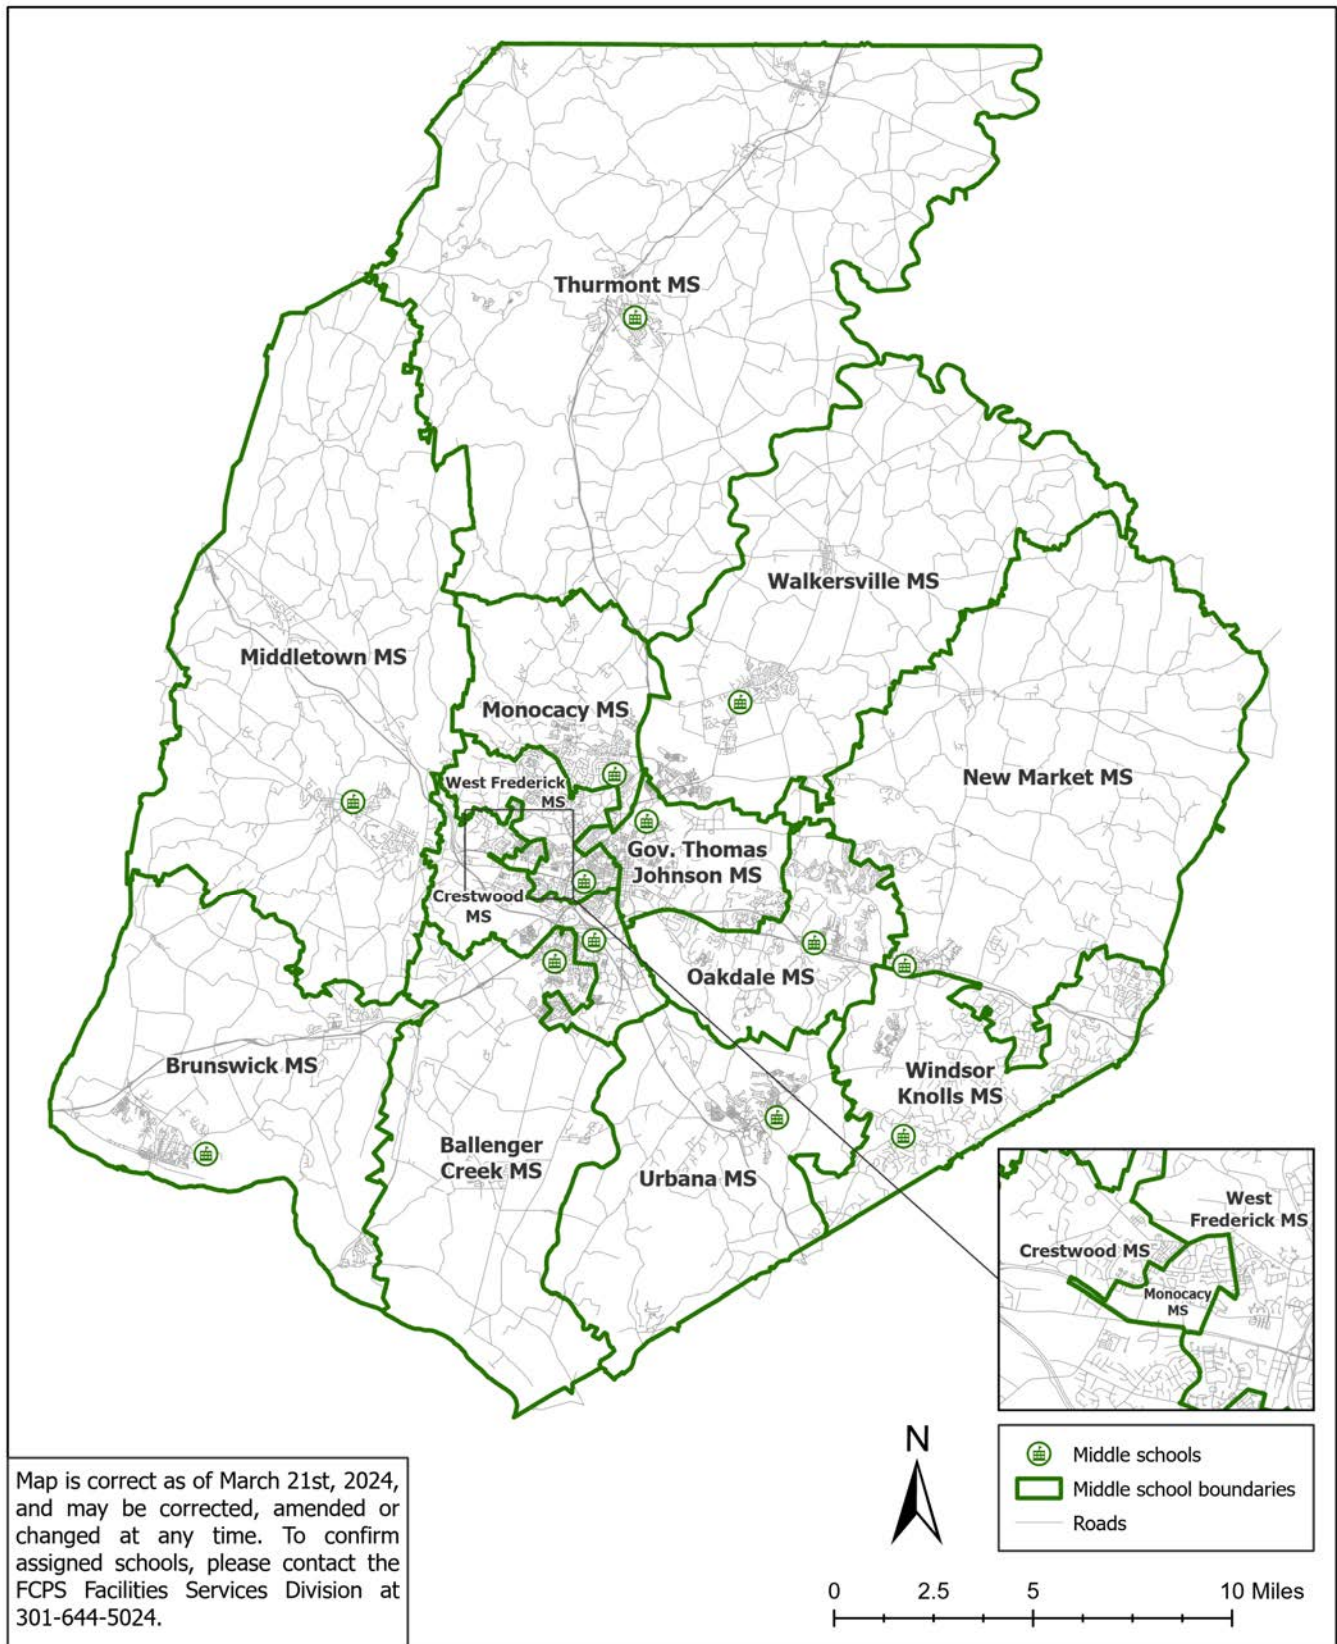 Thurmont MS
Walkersville MS
Middletown MS
Monocacy MS
West Frederick
MS
New Market MS
Gov. Thomas
Johnson MS
Crestwood
MS
Oakdale MS
Brunswick MS
Windsor
Knolls MS
Ballenger
Creek MS
Urbana MS
West
Frederick MS
Crestwood MS
Monocacy
MS
N
Middle schools
Middle school boundaries
Roads
Map is correct as of March 21st, 2024,
and may be corrected, amended or
changed at any time. To confirm
assigned schools, please contact the
FCPS Facilities Services Division at
301-644-5024.
0 2.5 5 10 Miles